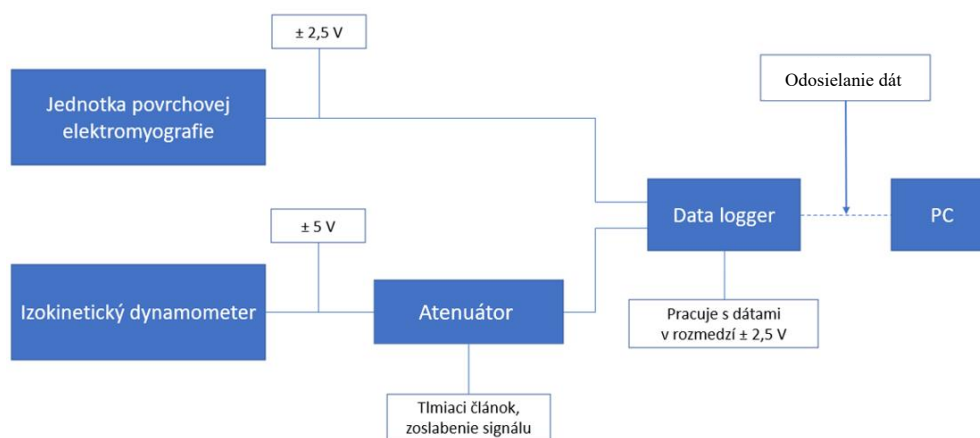 ± 2,5 V
Jednotka povrchovej
elektromyografie
Odosielanie dát
Data logger
PC
± 5 V
Izokinetický dynamometer
Atenuátor
Pracuje s dátami
v rozmedzí ± 2,5 V
Tlmiaci článok,
zoslabenie signálu